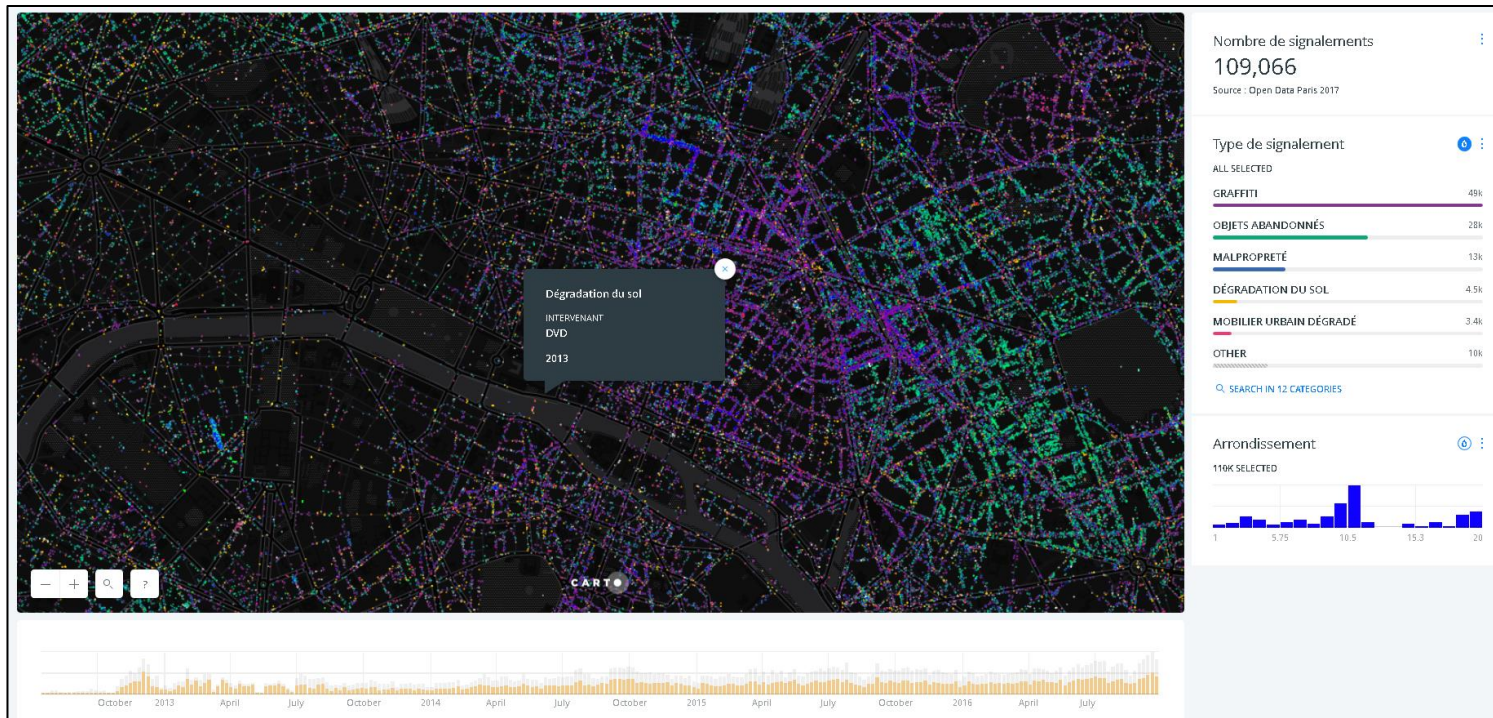 Nombre de signalements
109,066
Source : Open Data Paris 2017
Type de signalement
ALL SELECTED
GRAFFITI 49k
OBJETS ABANDONNÉS 28k
MALPROPRETÉ 13k
DÉGRADATION DU SOL 4.5k
MOBILIER URBAIN DÉGRADÉ 3.4k
OTHER 10k
SEARCH IN 12 CATEGORIES
Arrondissement
110K SELECTED
1 5.75 10.5 15.3 20
Dégradation du sol
INTERVENANT
DVD
2013
− + ?
CARTO
October 2013 April July October 2014 April July October 2015 April July October 2016 April July